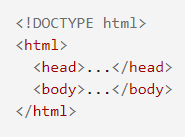 <!DOCTYPE html>
<html>
  <head>...</head>
  <body>...</body>
</html>